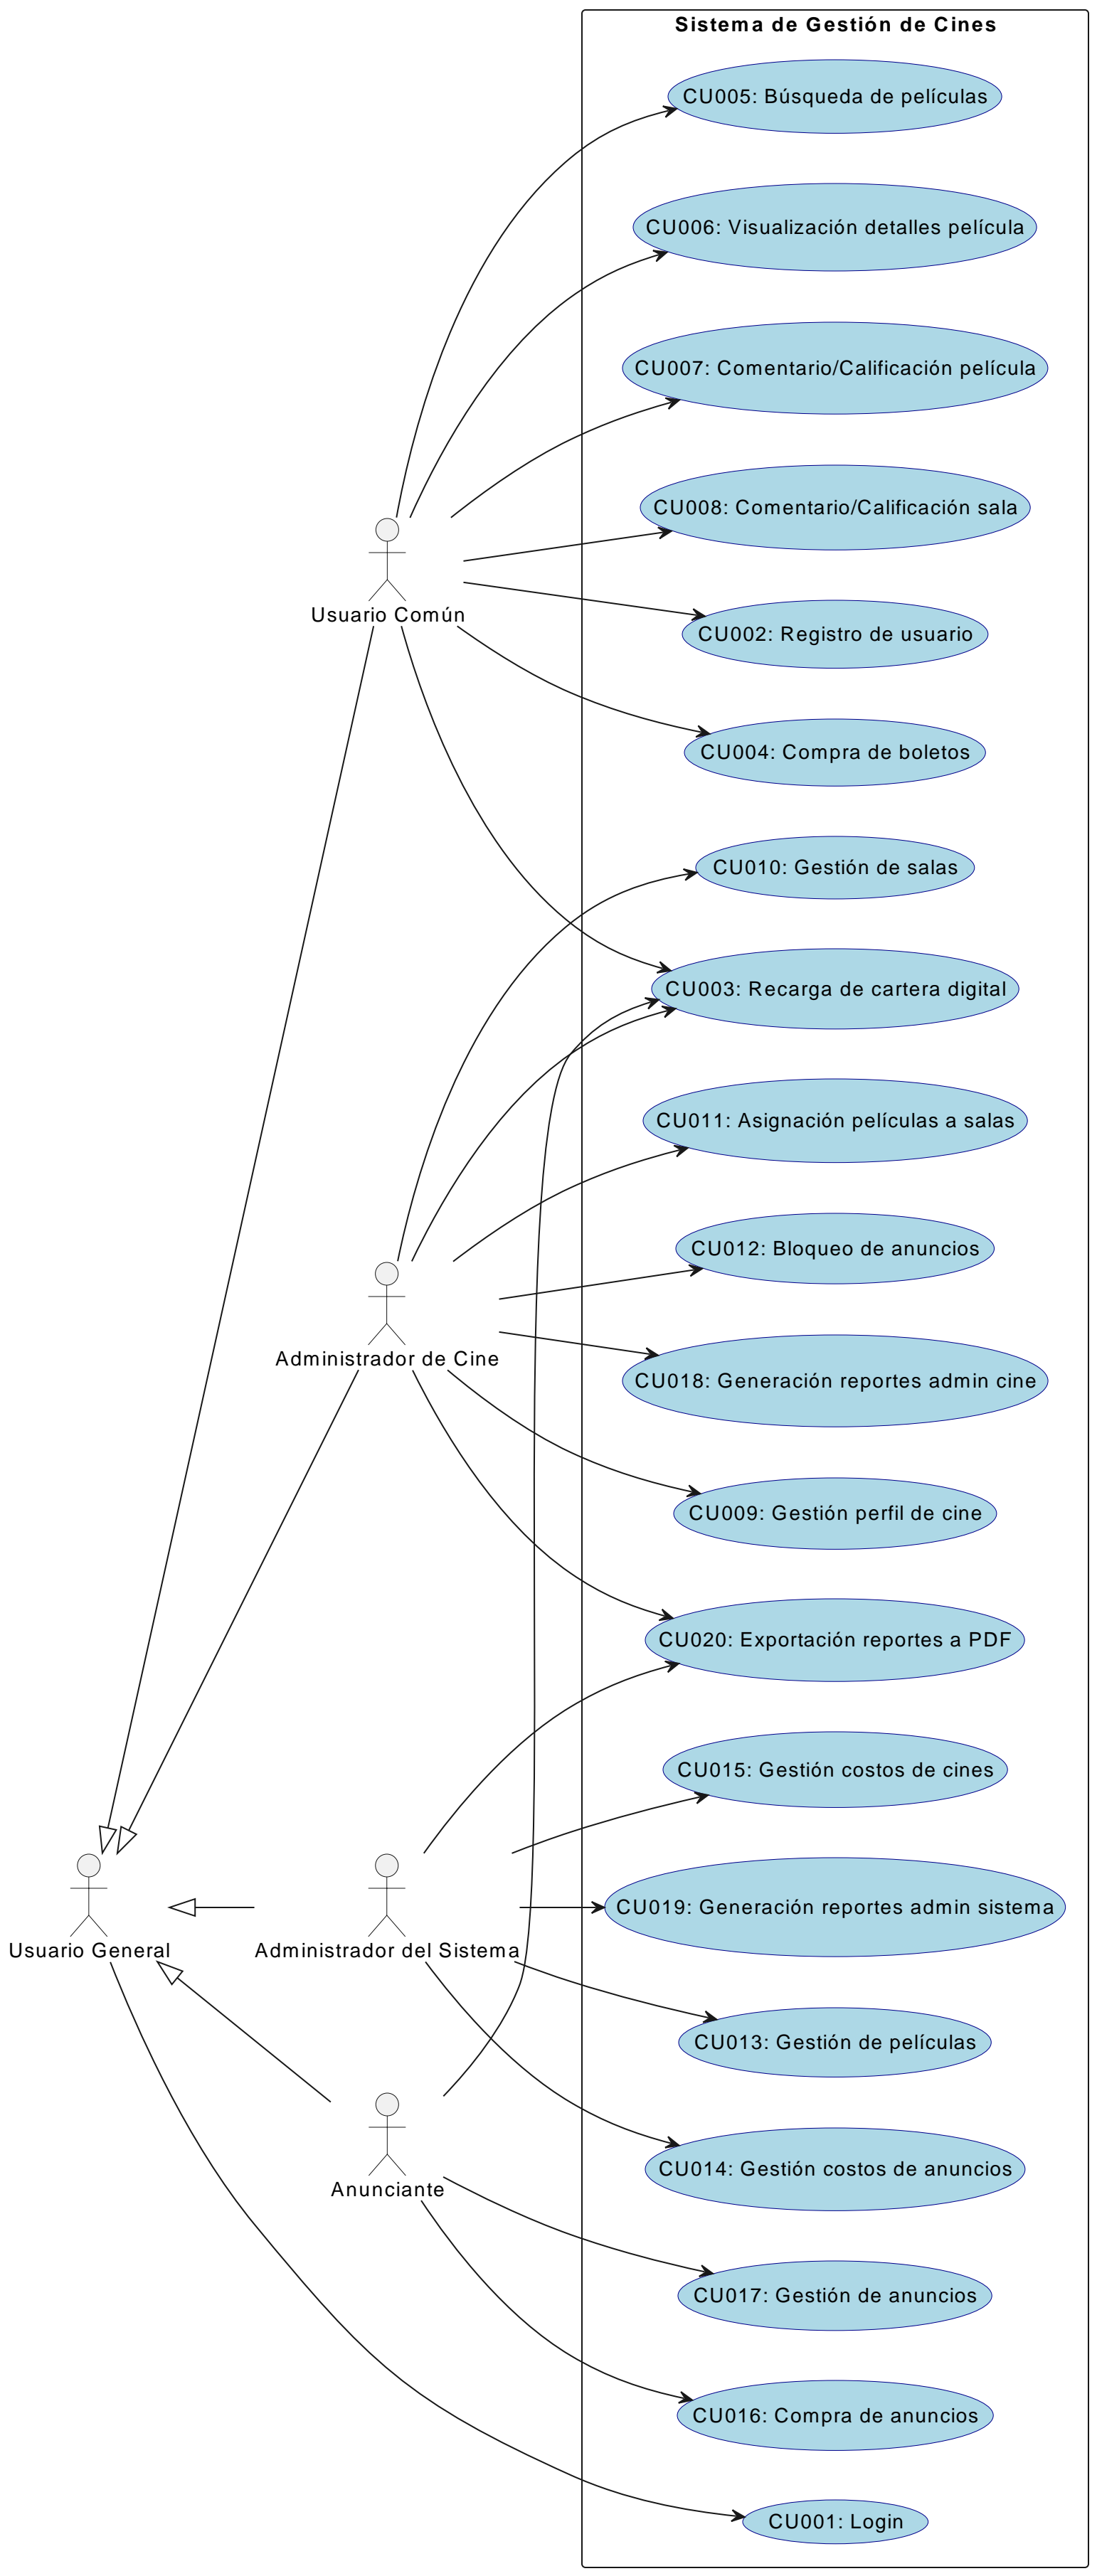 Sistema de Gestión de Cines
CU005: Búsqueda de películas
CU006: Visualización detalles película
CU007: Comentario/Calificación película
CU008: Comentario/Calificación sala
Usuario Común
CU002: Registro de usuario
CU004: Compra de boletos
CU010: Gestión de salas
CU003: Recarga de cartera digital
CU011: Asignación películas a salas
CU012: Bloqueo de anuncios
Administrador de Cine
CU018: Generación reportes admin cine
CU009: Gestión perfil de cine
CU020: Exportación reportes a PDF
CU015: Gestión costos de cines
CU019: Generación reportes admin sistema
Usuario General
Administrador del Sistema
CU013: Gestión de películas
CU014: Gestión costos de anuncios
Anunciante
CU017: Gestión de anuncios
CU016: Compra de anuncios
CU001: Login